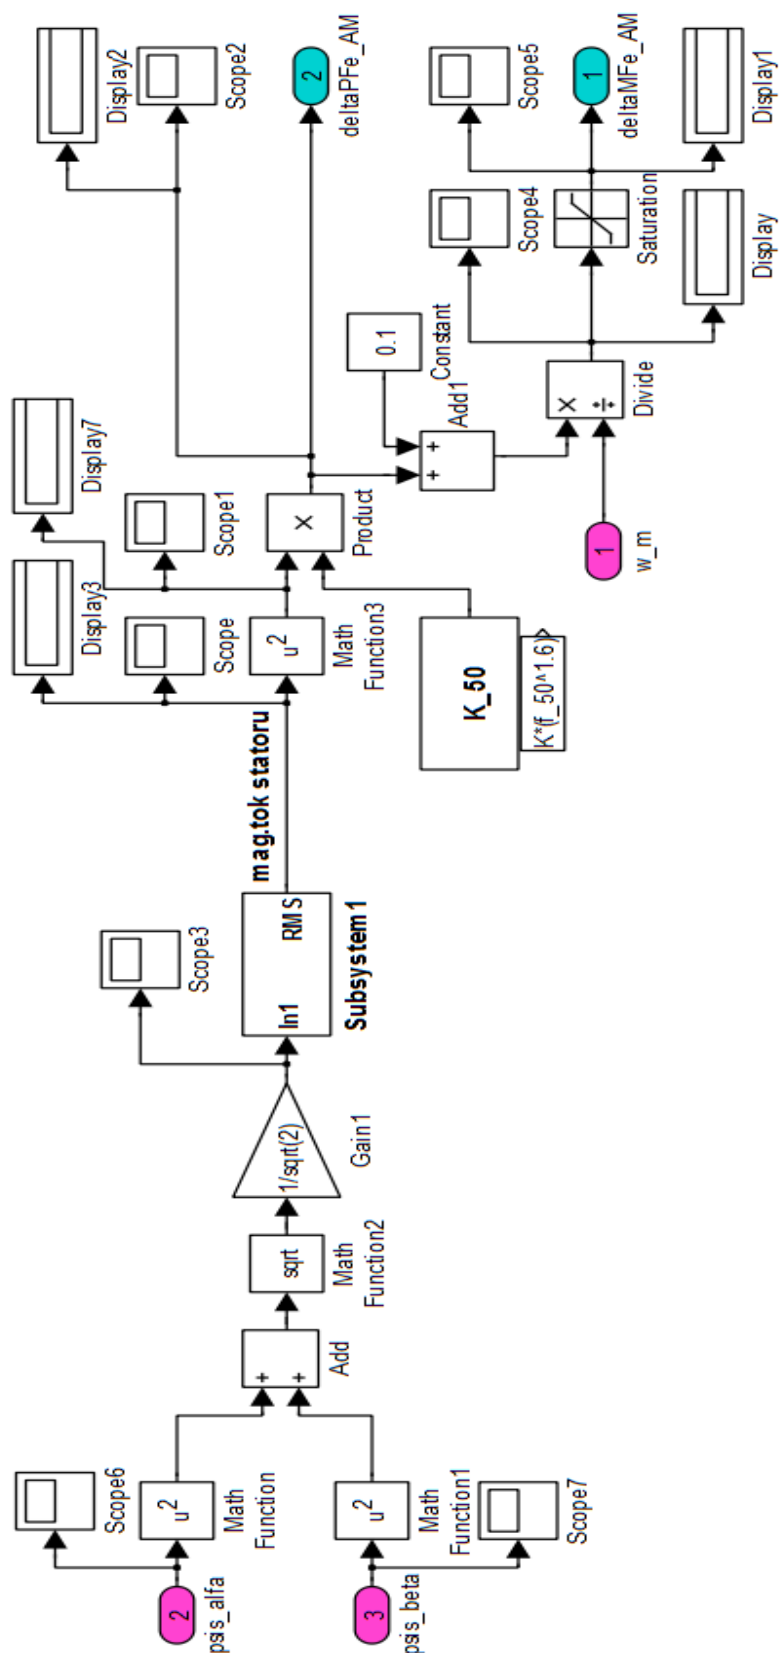 2
psis_alfa
Scope6
u²
Math
Function
3
psis_beta
u²
Math
Function1
Scope7
+
+
Add
sqrt
Math
Function2
1/sqrt(2)
Gain1
Scope3
In1
RMS
Subsystem1
mag.tok statoru
Display3
Scope
u²
Math
Function3
Display7
Scope1
×
Product
K_50
K*(f_50^1.6)
Display2
Scope2
2
deltaPFe_AM
0.1
Constant
+
+
Add1
1
w_m
×
÷
Divide
Scope4
Display
Saturation
Scope5
1
deltaMFe_AM
Display1